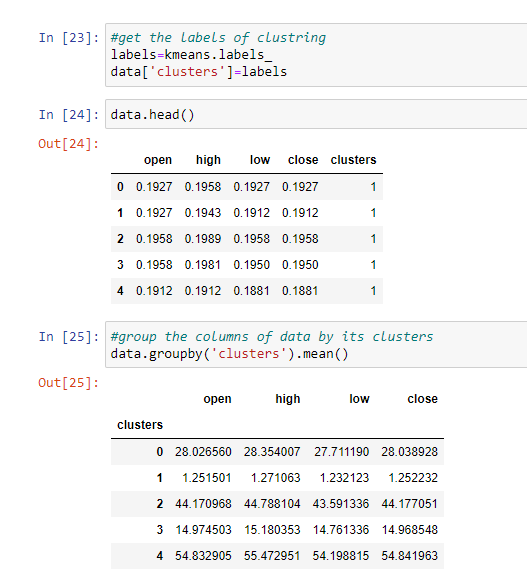 In [23]: #get the labels of clustring
labels=kmeans.labels_
data['clusters']=labels
In [24]: data.head()
Out[24]:
open high low close clusters
0 0.1927 0.1958 0.1927 0.1927 1
1 0.1927 0.1943 0.1912 0.1912 1
2 0.1958 0.1989 0.1958 0.1958 1
3 0.1958 0.1981 0.1950 0.1950 1
4 0.1912 0.1912 0.1881 0.1881 1
In [25]: #group the columns of data by its clusters
data.groupby('clusters').mean()
Out[25]:
open high low close
clusters
0 28.026560 28.354007 27.711190 28.038928
1 1.251501 1.271063 1.232123 1.252232
2 44.170968 44.788104 43.591336 44.177051
3 14.974503 15.180353 14.761336 14.968548
4 54.832905 55.472951 54.198815 54.841963